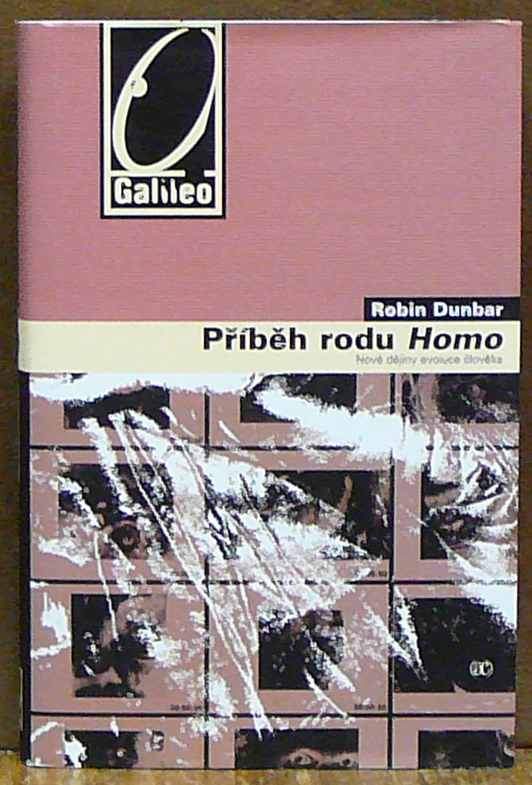 Galileo
Robin Dunbar
Příběh rodu Homo
Nové dějiny evoluce člověka